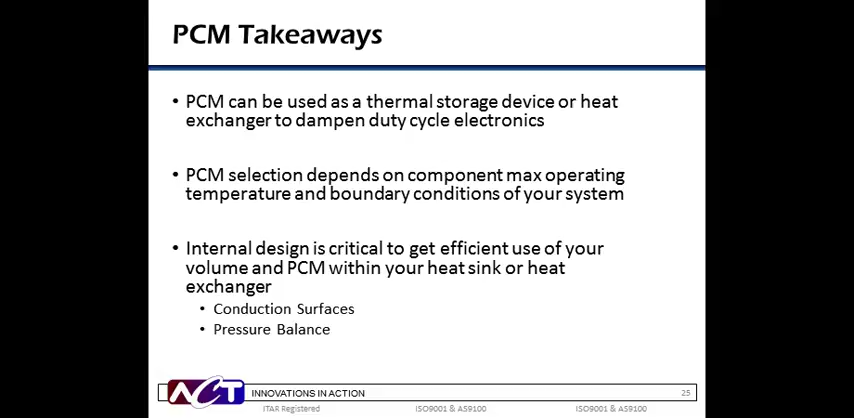 PCM Takeaways
• PCM can be used as a thermal storage device or heat
exchanger to dampen duty cycle electronics
• PCM selection depends on component max operating
temperature and boundary conditions of your system
• Internal design is critical to get efficient use of your
volume and PCM within your heat sink or heat
exchanger
• Conduction Surfaces
• Pressure Balance
ACT INNOVATIONS IN ACTION 25
ITAR Registered ISO9001 & AS9100 ISO9001 & AS9100